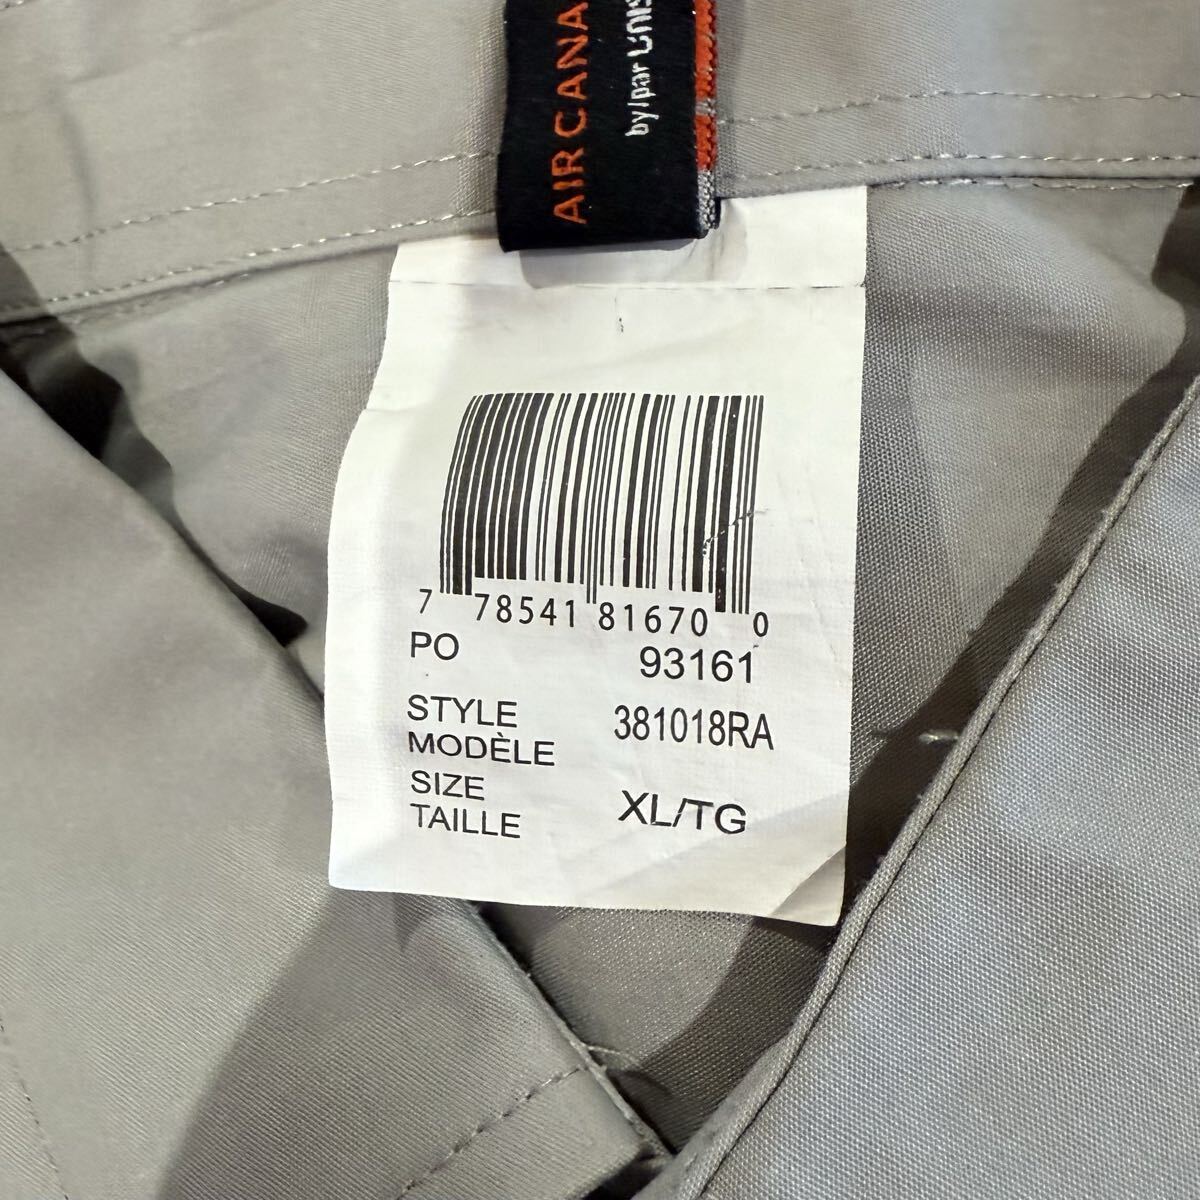 AIR CANA
by/par
7 78541 81670 0
PO 93161
STYLE 381018RA
MODÈLE
SIZE XL/TG
TAILLE